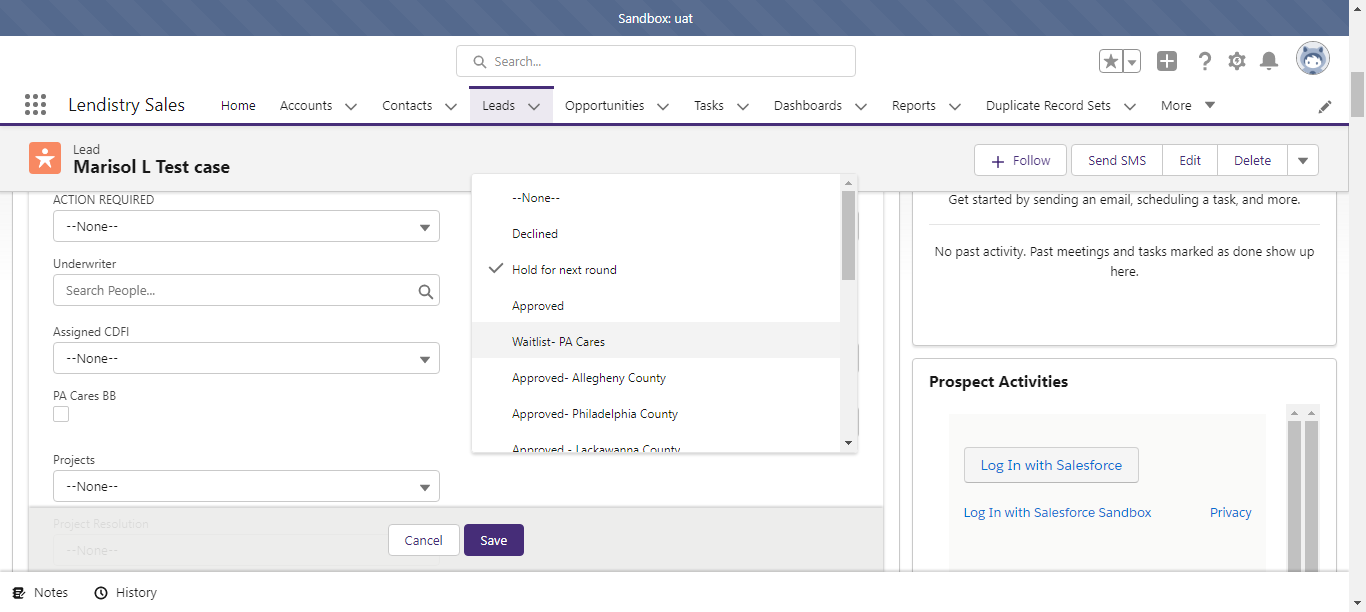 Sandbox: uat
Search...
Lendistry Sales Home Accounts Contacts Leads Opportunities Tasks Dashboards Reports Duplicate Record Sets More
Lead
Marisol L Test case
Follow Send SMS Edit Delete
ACTION REQUIRED
--None--
Underwriter
Search People...
Assigned CDFI
--None--
PA Cares BB
Projects
--None--
Project Resolution
--None--
Cancel Save
--None--
Declined
Hold for next round
Approved
Waitlist- PA Cares
Approved- Allegheny County
Approved- Philadelphia County
Approved - Lackawanna County
Get started by sending an email, scheduling a task, and more.
No past activity. Past meetings and tasks marked as done show up
here.
Prospect Activities
Log In with Salesforce
Log In with Salesforce Sandbox Privacy
Notes History